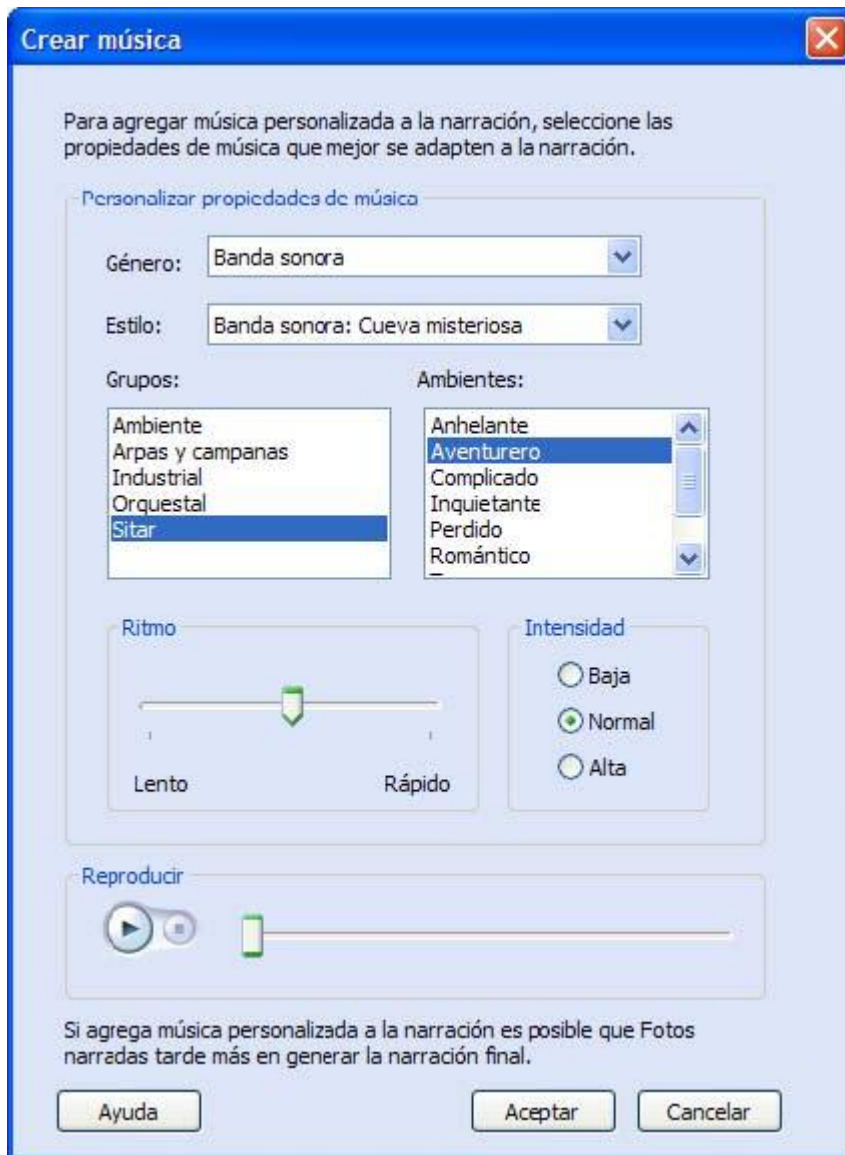 Crear música
Para agregar música personalizada a la narración, seleccione las
propiedades de música que mejor se adapten a la narración.
Personalizar propiedades de música
Género:
Banda sonora
Estilo:
Banda sonora: Cueva misteriosa
Grupos:
Ambiente
Arpas y campanas
Industrial
Orquestal
Sitar
Ambientes:
Anhelante
Aventurero
Complicado
Inquietante
Perdido
Romántico
Ritmo
Lento
Rápido
Intensidad
Baja
Normal
Alta
Reproducir
Si agrega música personalizada a la narración es posible que Fotos
narradas tarde más en generar la narración final.
Ayuda
Aceptar
Cancelar